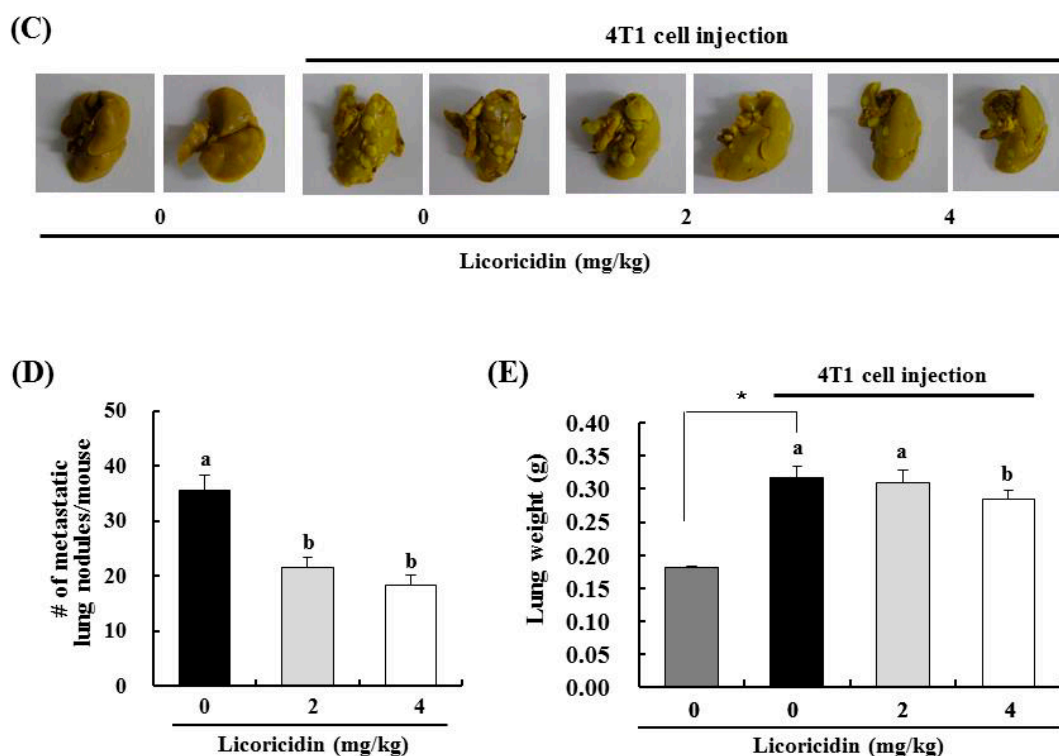 (C)
4T1 cell injection
0 0 2 4
Licoricidin (mg/kg)
(D)
# of metastatic
lung nodules/mouse
50
40
30
20
10
0
a
b
b
0 2 4
Licoricidin (mg/kg)
(E)
4T1 cell injection
Lung weight (g)
0.40
0.35
0.30
0.25
0.20
0.15
0.10
0.05
0.00
*
a
a
b
0 0 2 4
Licoricidin (mg/kg)